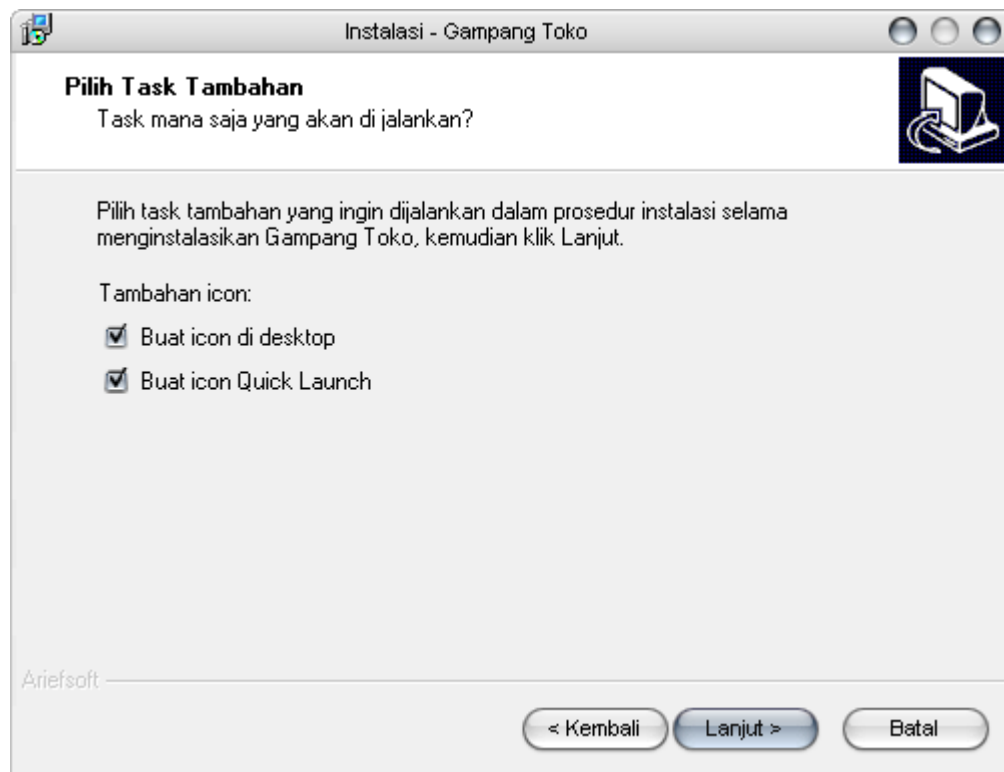 Instalasi - Gampang Toko
Pilih Task Tambahan
Task mana saja yang akan di jalankan?
Pilih task tambahan yang ingin dijalankan dalam prosedur instalasi selama
menginstalasikan Gampang Toko, kemudian klik Lanjut.
Tambahan icon:
Buat icon di desktop
Buat icon Quick Launch
Ariefsoft
< Kembali
Lanjut >
Batal